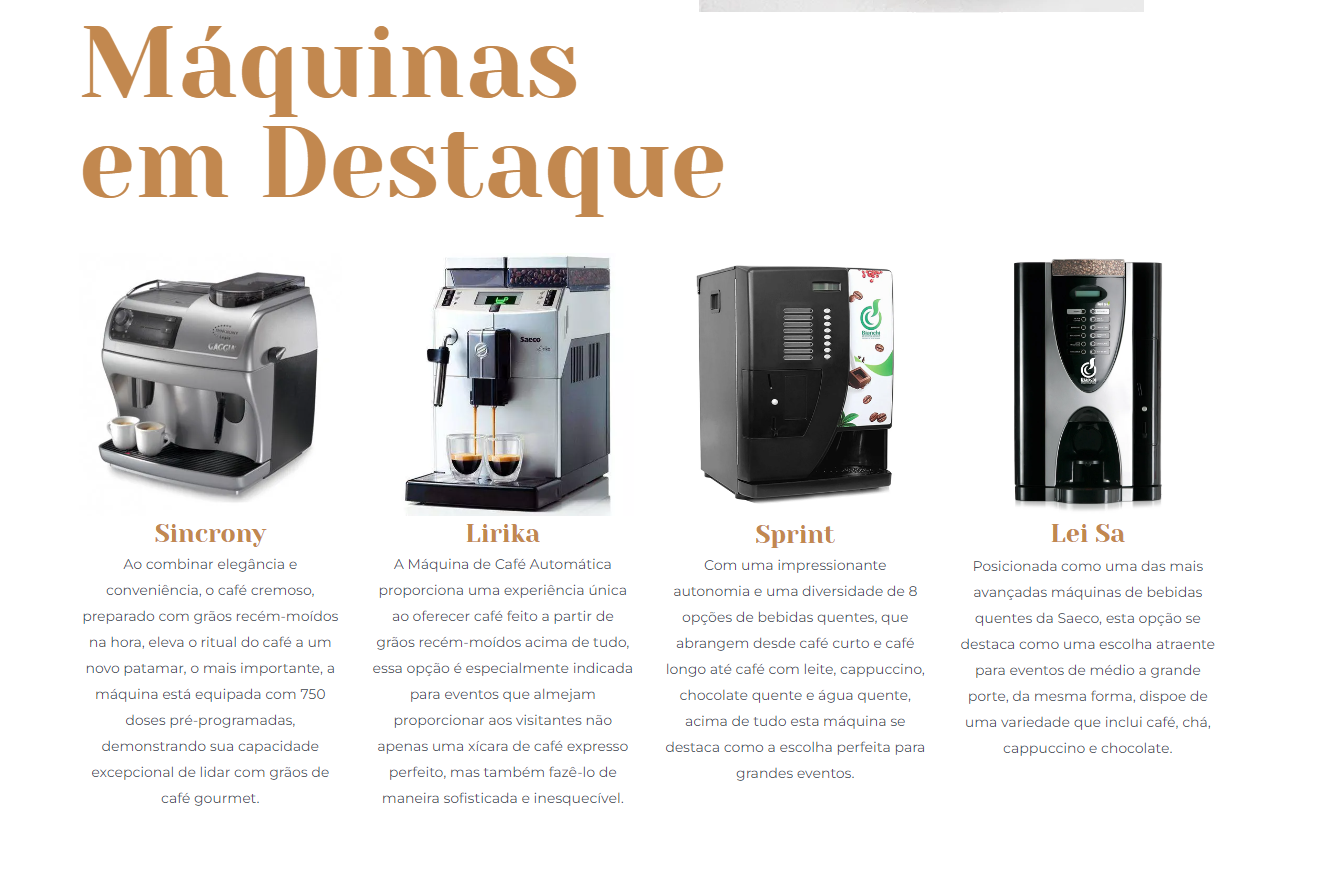 Máquinas
em Destaque
GAGGIA
Saeco
Bianchi
Sincrony
Ao combinar elegância e
conveniência, o café cremoso,
preparado com grãos recém-moídos
na hora, eleva o ritual do café a um
novo patamar, o mais importante, a
máquina está equipada com 750
doses pré-programadas,
demonstrando sua capacidade
excepcional de lidar com grãos de
café gourmet.
Lirika
A Máquina de Café Automática
proporciona uma experiência única
ao oferecer café feito a partir de
grãos recém-moídos acima de tudo,
essa opção é especialmente indicada
para eventos que almejam
proporcionar aos visitantes não
apenas uma xícara de café expresso
perfeito, mas também fazê-lo de
maneira sofisticada e inesquecível.
Sprint
Com uma impressionante
autonomia e uma diversidade de 8
opções de bebidas quentes, que
abrangem desde café curto e café
longo até café com leite, cappuccino,
chocolate quente e água quente,
acima de tudo esta máquina se
destaca como a escolha perfeita para
grandes eventos.
Lei Sa
Posicionada como uma das mais
avançadas máquinas de bebidas
quentes da Saeco, esta opção se
destaca como uma escolha atraente
para eventos de médio a grande
porte, da mesma forma, dispoe de
uma variedade que inclui café, chá,
cappuccino e chocolate.